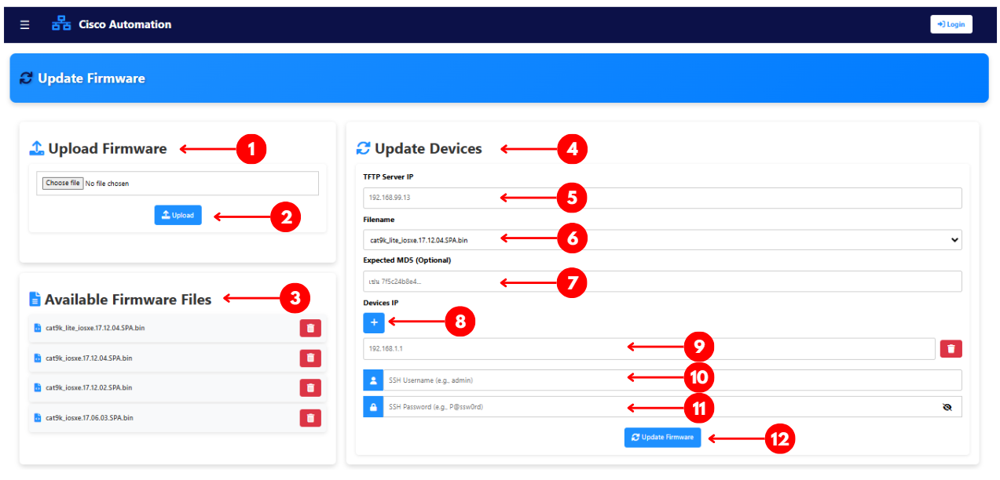 Cisco Automation
Login
Update Firmware
Upload Firmware
1
Choose file No file chosen
Upload
2
Available Firmware Files
3
cat9k_lite_iosxe.17.12.04.SPA.bin
cat9k_iosxe.17.12.04.SPA.bin
cat9k_iosxe.17.12.02.SPA.bin
cat9k_iosxe.17.06.03.SPA.bin
Update Devices
4
TFTP Server IP
192.168.99.13
5
Filename
cat9k_lite_iosxe.17.12.04.SPA.bin
6
Expected MD5 (Optional)
เช่น 7f5c24b8e4...
7
Devices IP
+
8
192.168.1.1
9
SSH Username (e.g., admin)
10
SSH Password (e.g., P@ssw0rd)
11
Update Firmware
12